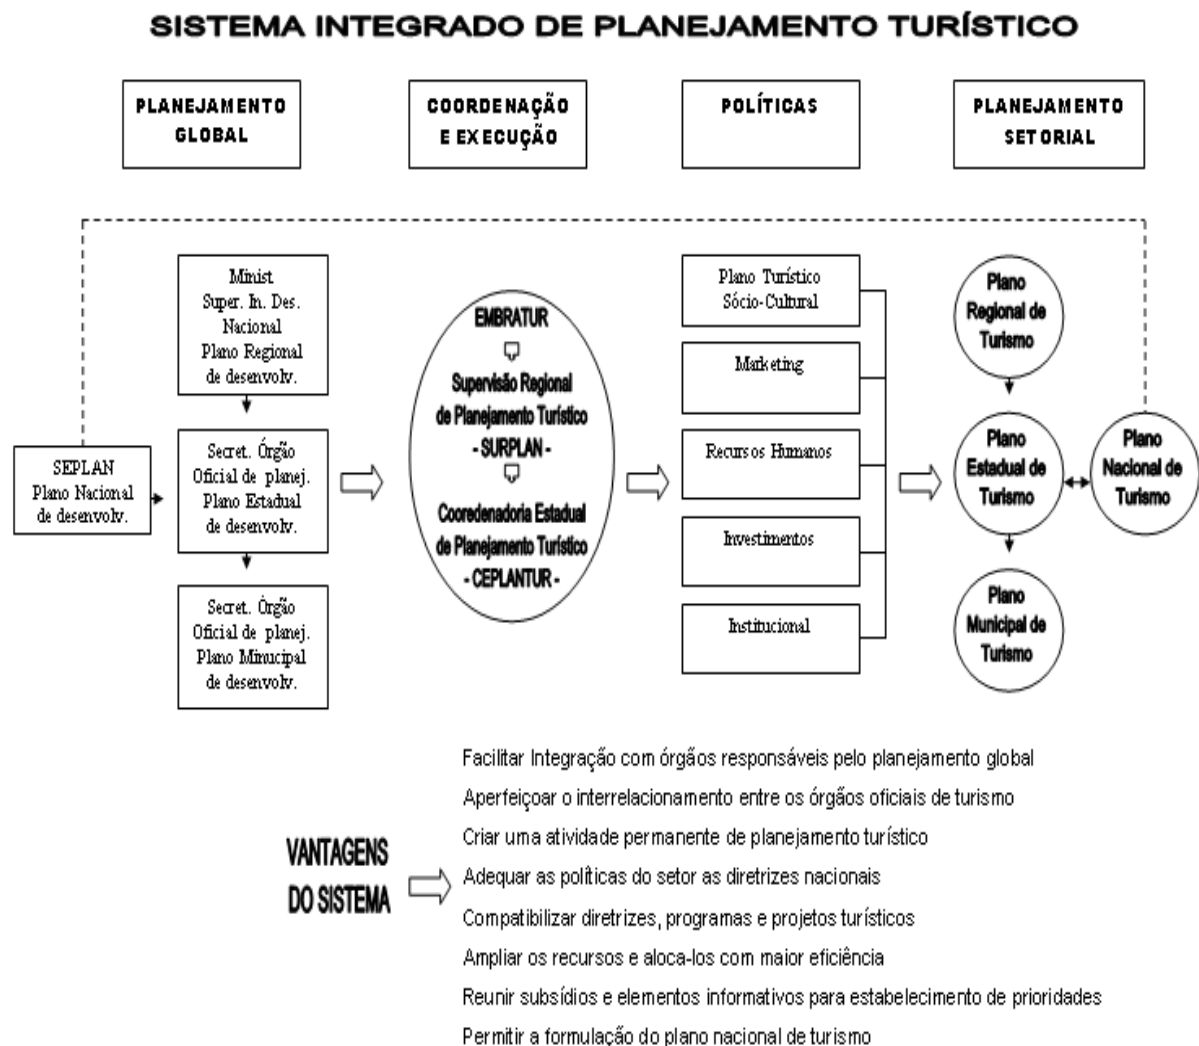 SISTEMA INTEGRADO DE PLANEJAMENTO TURÍSTICO
PLANEJAMENTO
GLOBAL
COORDENAÇÃO
E EXECUÇÃO
POLÍTICAS
PLANEJAMENTO
SETORIAL
SEPLAN
Plano Nacional
de desenvolv.
Minist
Super. In. Des.
Nacional
Plano Regional
de desenvolv.
Secret. Órgão
Oficial de planej.
Plano Estadual
de desenvolv.
Secret. Órgão
Oficial de planej.
Plano Minucipal
de desenvolv.
EMBRATUR
Supervisão Regional
de Planejamento Turístico
- SURPLAN -
Cooredenadoria Estadual
de Planejamento Turístico
- CEPLANTUR -
Plano Turístico
Sócio-Cultural
Marketing
Recursos Humanos
Investimentos
Institucional
Plano
Regional de
Turismo
Plano
Estadual de
Turismo
Plano
Nacional de
Turismo
Plano
Municipal de
Turismo
VANTAGENS
DO SISTEMA
Facilitar Integração com órgãos responsáveis pelo planejamento global
Aperfeiçoar o interrelacionamento entre os órgãos oficiais de turismo
Criar uma atividade permanente de planejamento turístico
Adequar as políticas do setor as diretrizes nacionais
Compatibilizar diretrizes, programas e projetos turísticos
Ampliar os recursos e aloca-los com maior eficiência
Reunir subsídios e elementos informativos para estabelecimento de prioridades
Permitir a formulação do plano nacional de turismo